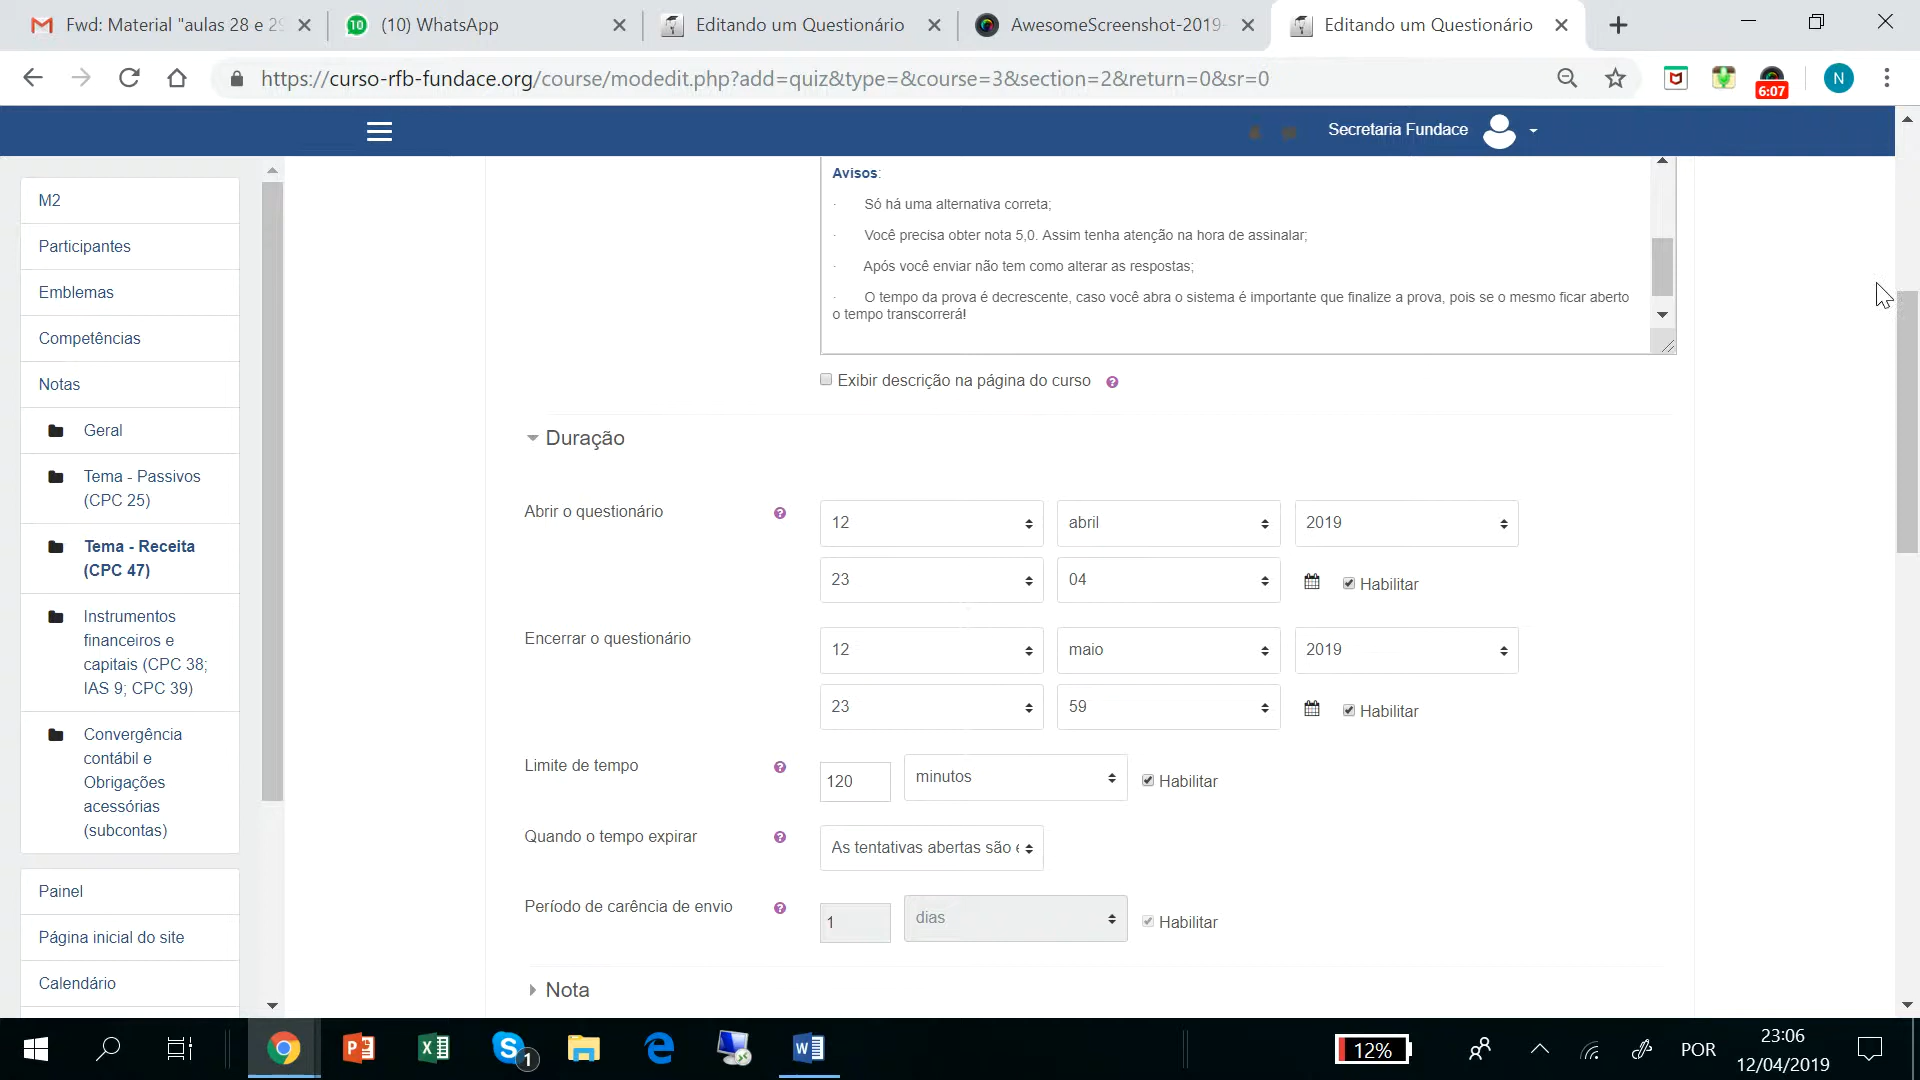 Fwd: Material "aulas 28 e 29
(10) WhatsApp
Editando um Questionário
AwesomeScreenshot-2019-
Editando um Questionário
https://curso-rfb-fundace.org/course/modedit.php?add=quiz&type=&course=3&section=2&return=0&sr=0
6:07
N
Secretaria Fundace
M2
Participantes
Emblemas
Competências
Notas
Geral
Tema - Passivos
(CPC 25)
Tema - Receita
(CPC 47)
Instrumentos
financeiros e
capitais (CPC 38;
IAS 9; CPC 39)
Convergência
contábil e
Obrigações
acessórias
(subcontas)
Painel
Página inicial do site
Calendário
Avisos:
· Só há uma alternativa correta;
· Você precisa obter nota 5,0. Assim tenha atenção na hora de assinalar;
· Após você enviar não tem como alterar as respostas;
· O tempo da prova é decrescente, caso você abra o sistema é importante que finalize a prova, pois se o mesmo ficar aberto
o tempo transcorrerá!
Exibir descrição na página do curso
Duração
Abrir o questionário
12 abril 2019
23 04 Habilitar
Encerrar o questionário
12 maio 2019
23 59 Habilitar
Limite de tempo
120 minutos Habilitar
Quando o tempo expirar
As tentativas abertas são
Período de carência de envio
1 dias Habilitar
Nota
1
12%
POR
23:06
12/04/2019